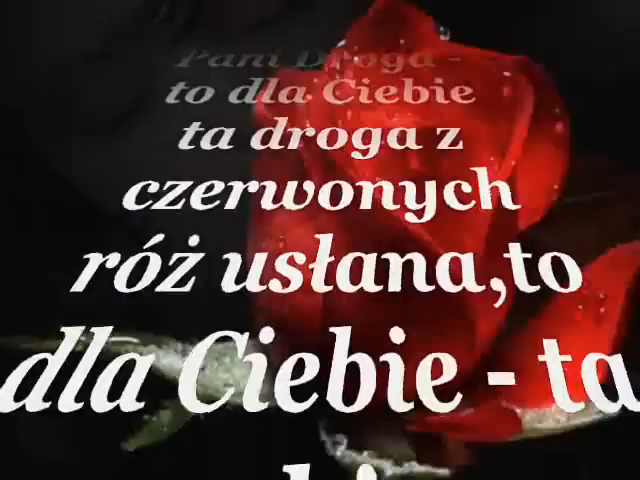 Pani Droga -
to dla Ciebie
ta droga z
czerwonych
róż usłana,to
dla Ciebie - ta